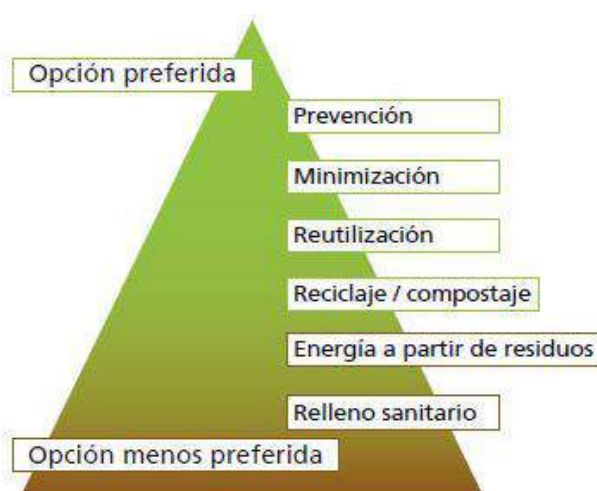 Opción preferida
Prevención
Minimización
Reutilización
Reciclaje / compostaje
Energía a partir de residuos
Relleno sanitario
Opción menos preferida